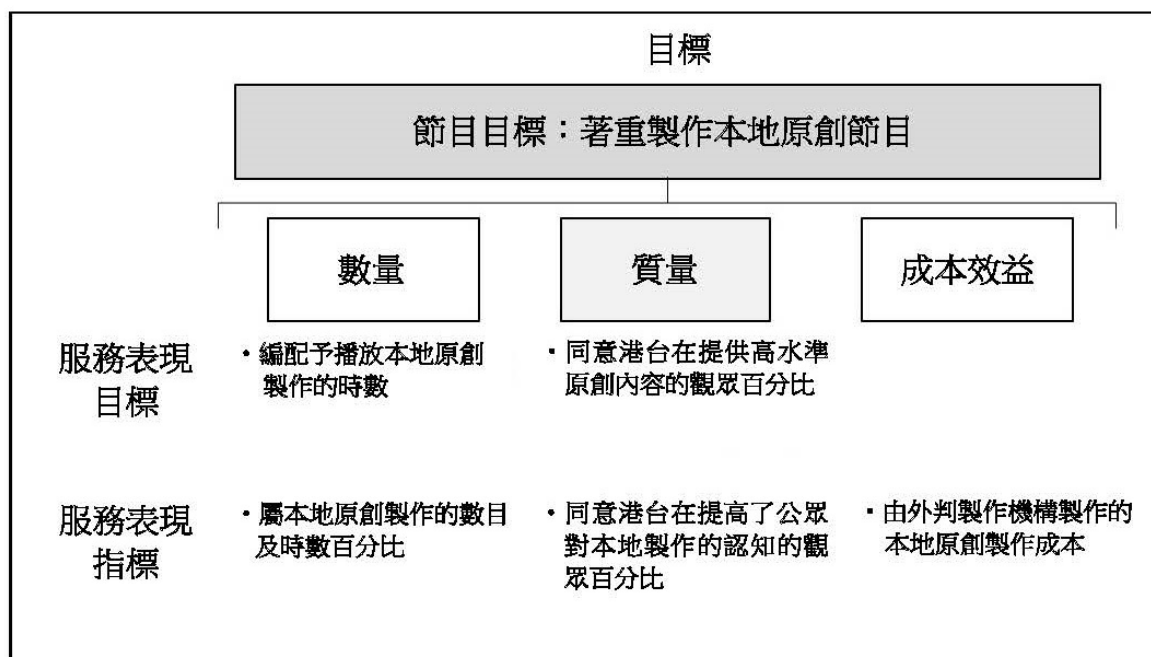 目標
節目目標：著重製作本地原創節目
數量
質量
成本效益
服務表現
目標
・編配予播放本地原創
製作的時數
・同意港台在提供高水準
原創內容的觀眾百分比
服務表現
指標
・屬本地原創製作的數目
及時數百分比
・同意港台在提高了公眾
對本地製作的認知的觀
眾百分比
・由外判製作機構製作的
本地原創製作成本